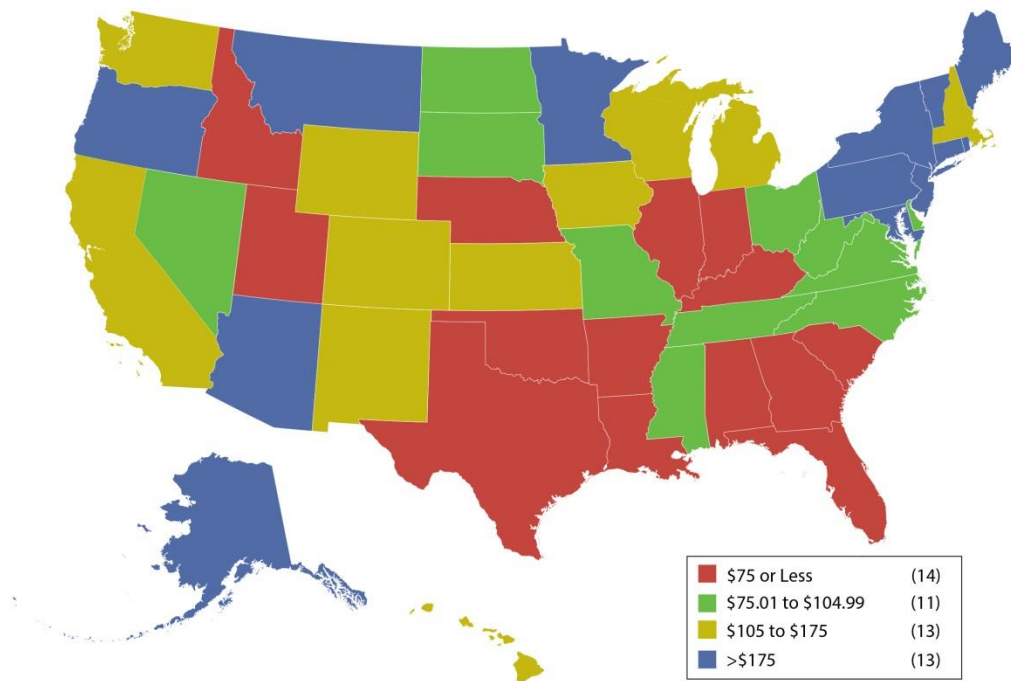 $75 or Less (14)
$75.01 to $104.99 (11)
$105 to $175 (13)
>$175 (13)